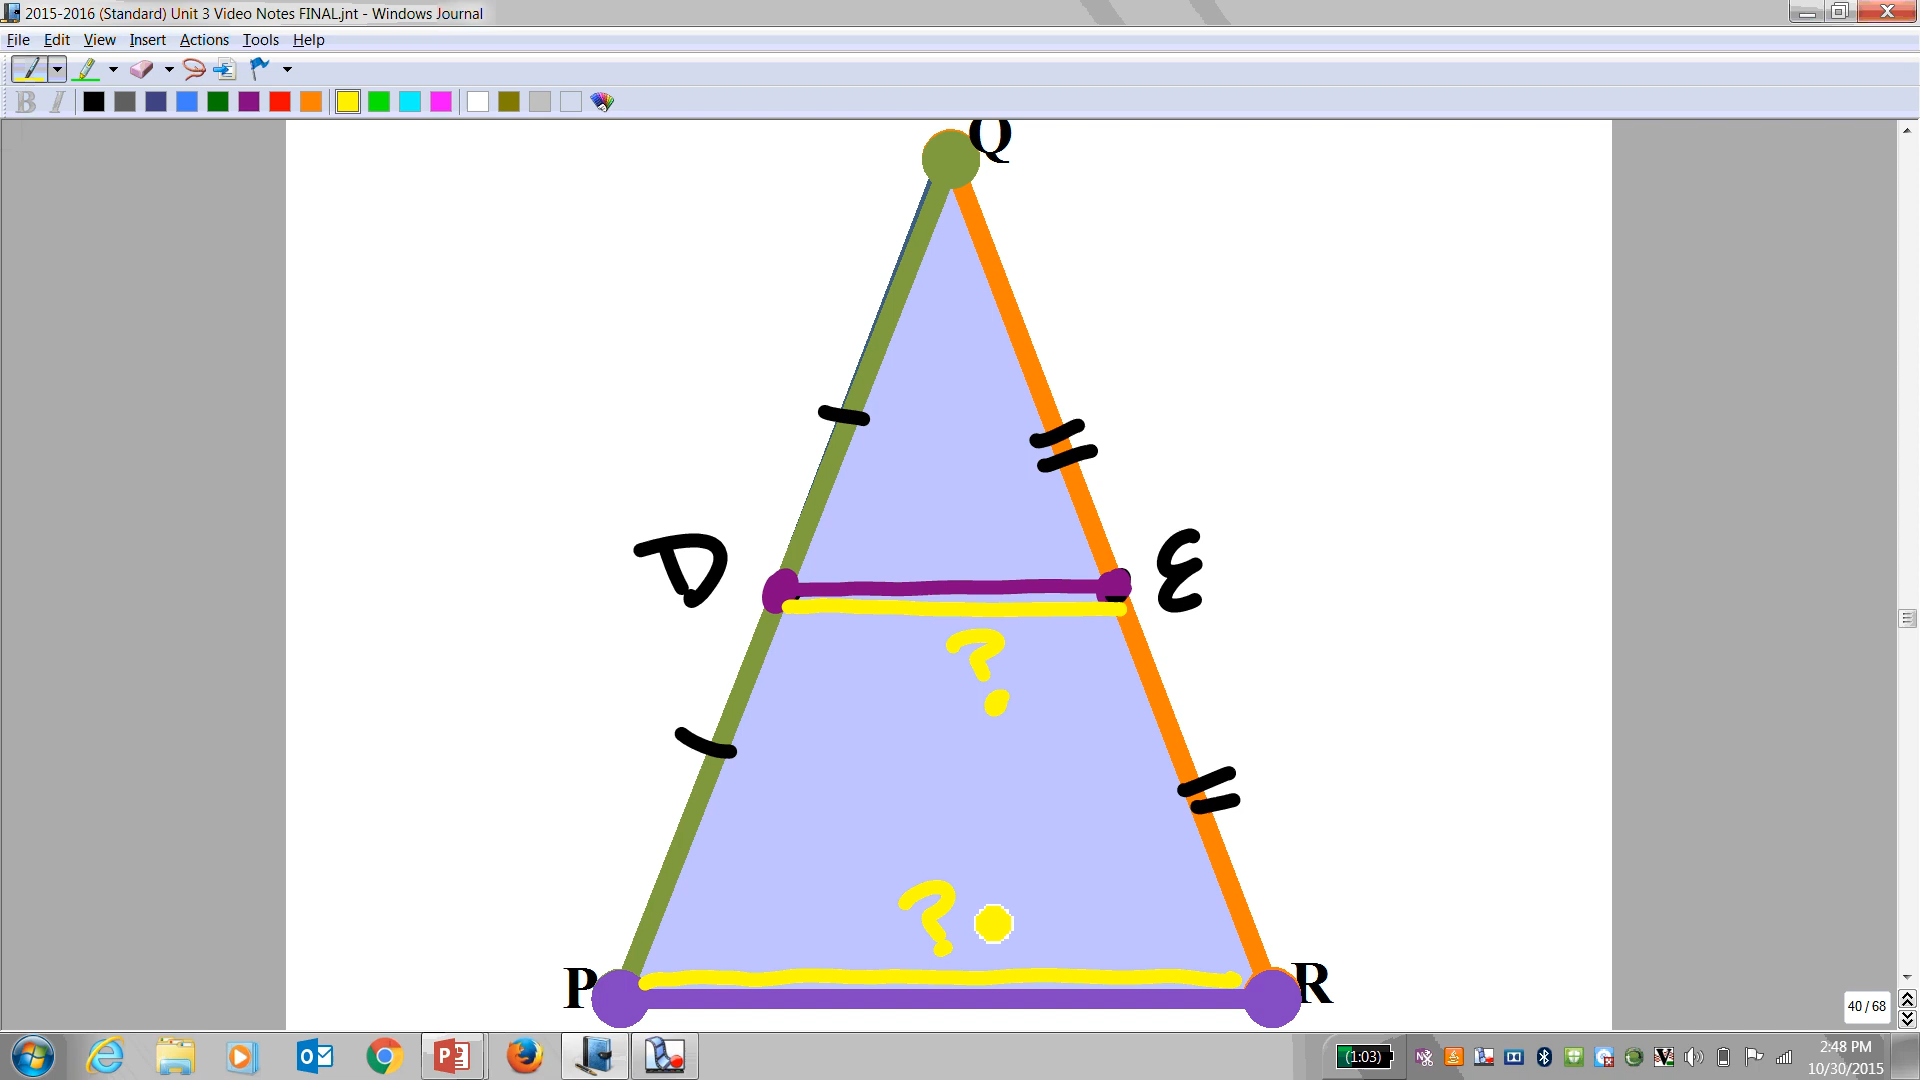 2015-2016 (Standard) Unit 3 Video Notes FINAL.jnt - Windows Journal
File Edit View Insert Actions Tools Help
B I
Q
D E
?
?
P R
40 / 68
(1:03) 2:48 PM
10/30/2015